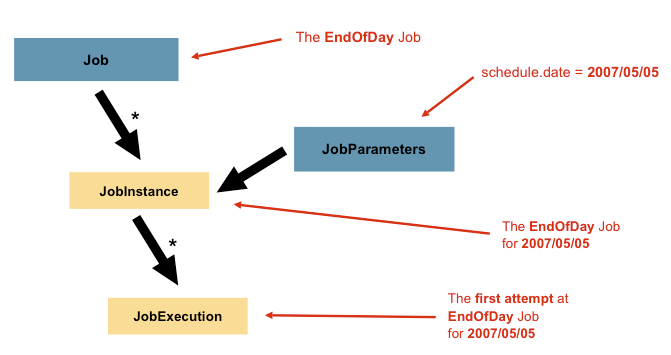 The EndOfDay Job
Job
schedule.date = 2007/05/05
*
JobParameters
JobInstance
The EndOfDay Job
for 2007/05/05
*
The first attempt at
EndOfDay Job
for 2007/05/05
JobExecution